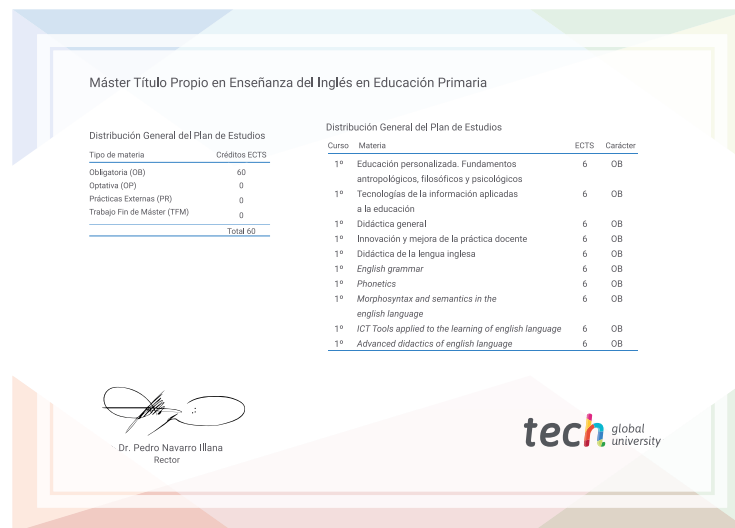 Máster Título Propio en Enseñanza del Inglés en Educación Primaria
Distribución General del Plan de Estudios
Tipo de materia Créditos ECTS
Obligatoria (OB) 60
Optativa (OP) 0
Prácticas Externas (PR) 0
Trabajo Fin de Máster (TFM) 0
Total 60
Distribución General del Plan de Estudios
Curso Materia ECTS Carácter
1º Educación personalizada. Fundamentos 6 OB
antropológicos, filosóficos y psicológicos
1º Tecnologías de la información aplicadas 6 OB
a la educación
1º Didáctica general 6 OB
1º Innovación y mejora de la práctica docente 6 OB
1º Didáctica de la lengua inglesa 6 OB
1º English grammar 6 OB
1º Phonetics 6 OB
1º Morphosyntax and semantics in the 6 OB
english language
1º ICT Tools applied to the learning of english language 6 OB
1º Advanced didactics of english language 6 OB
Dr. Pedro Navarro Illana
Rector
tech global
university